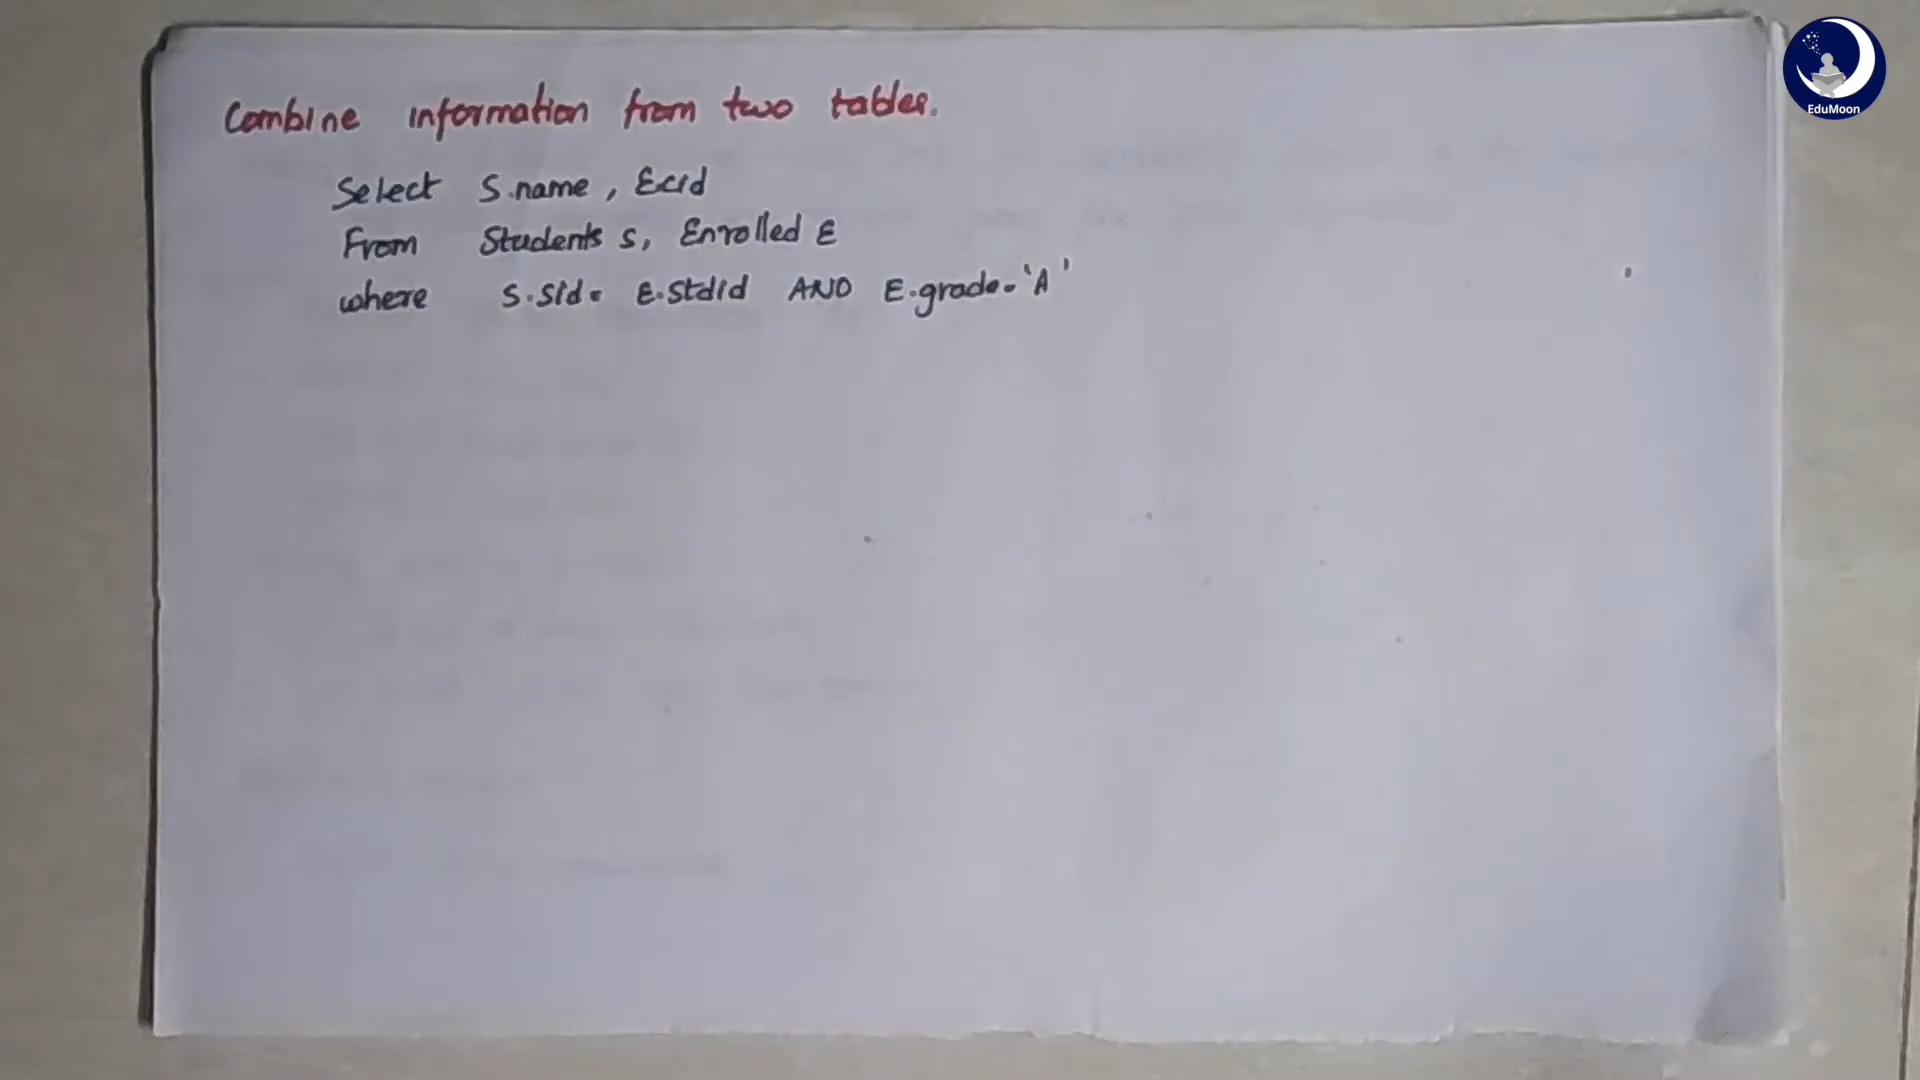 Combine information from two tables.
Select S.name, E.cid
From Students S, Enrolled E
where S.Sid = E.Stdid AND E.grade = 'A'
EduMoon